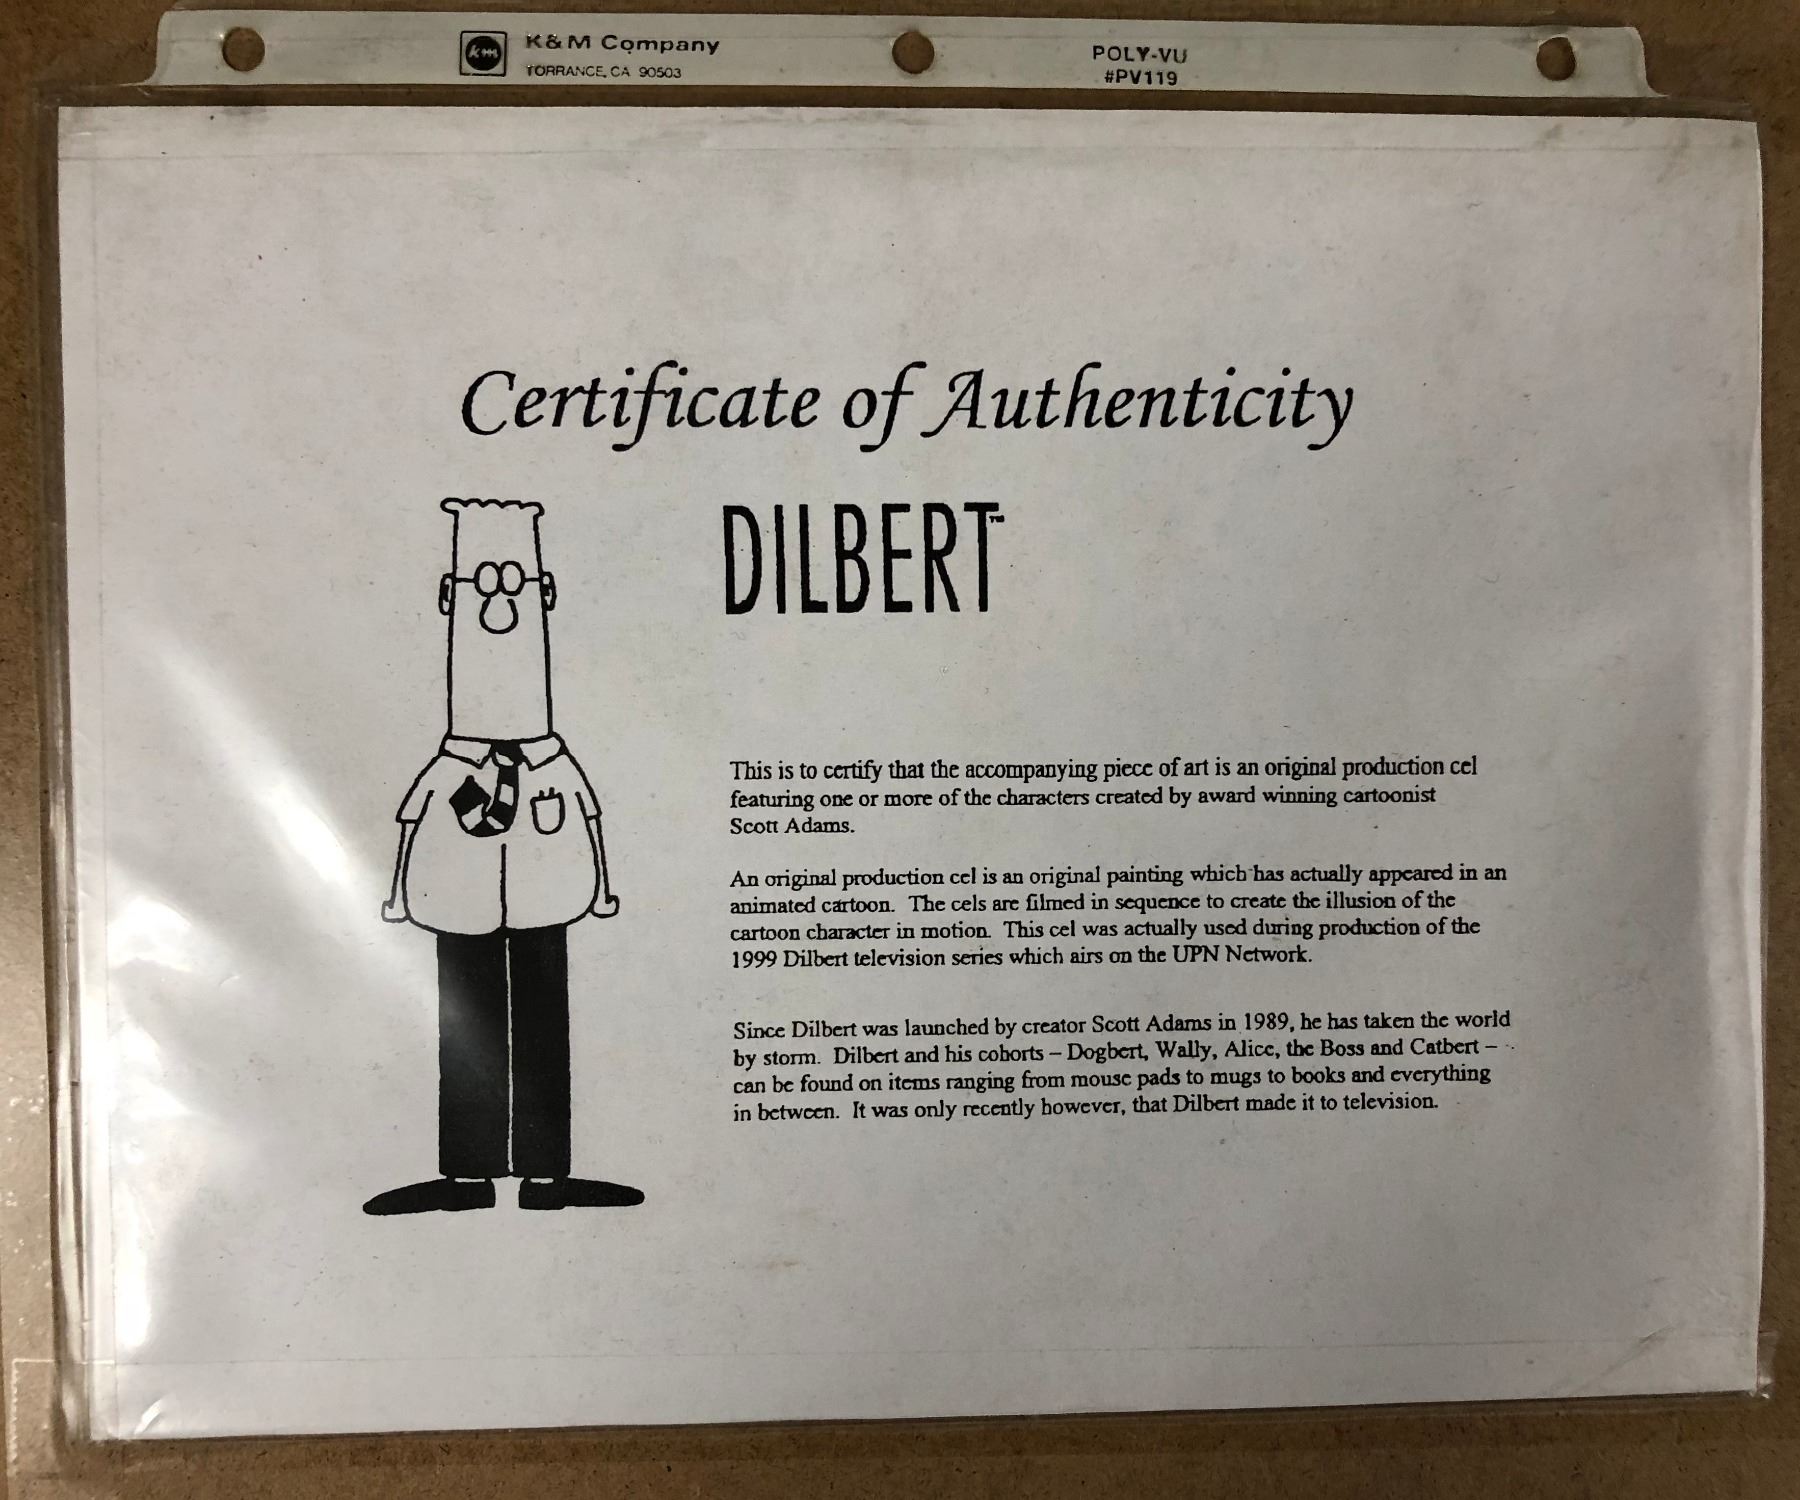 km K&M Company
TORRANCE, CA 90503
POLY-VU
#PV119
Certificate of Authenticity
DILBERT™
This is to certify that the accompanying piece of art is an original production cel
featuring one or more of the characters created by award winning cartoonist
Scott Adams.
An original production cel is an original painting which has actually appeared in an
animated cartoon. The cels are filmed in sequence to create the illusion of the
cartoon character in motion. This cel was actually used during production of the
1999 Dilbert television series which airs on the UPN Network.
Since Dilbert was launched by creator Scott Adams in 1989, he has taken the world
by storm. Dilbert and his cohorts – Dogbert, Wally, Alice, the Boss and Catbert –
can be found on items ranging from mouse pads to mugs to books and everything
in between. It was only recently however, that Dilbert made it to television.